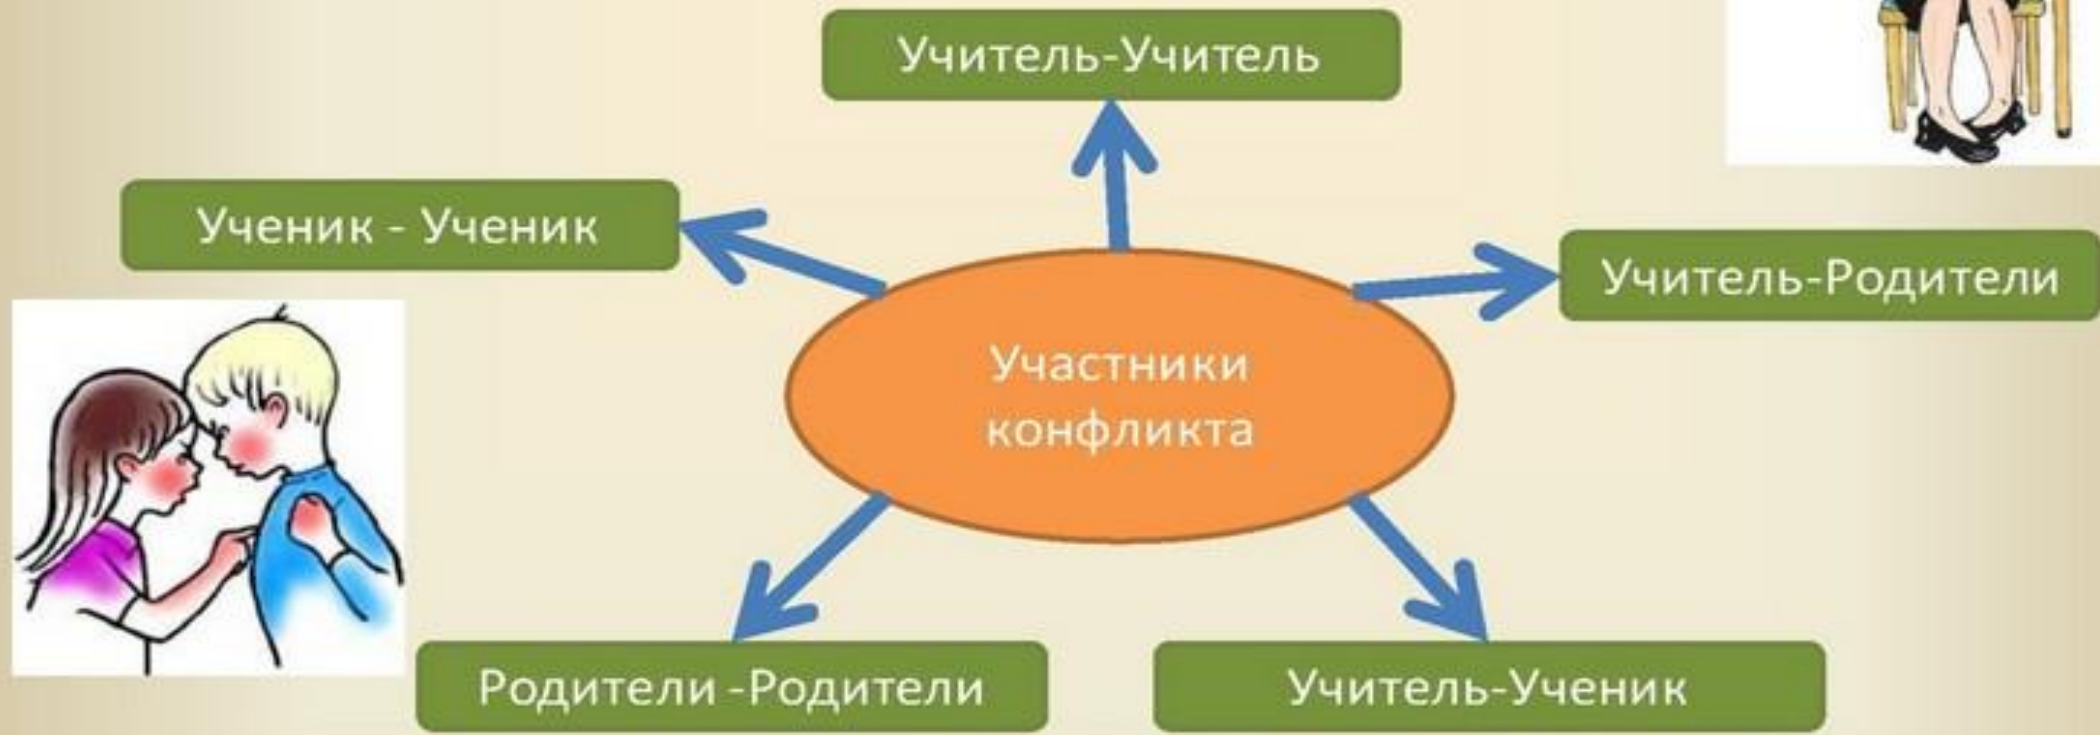 Учитель-Учитель
Ученик - Ученик
Учитель-Родители
Участники
конфликта
Родители -Родители
Учитель-Ученик